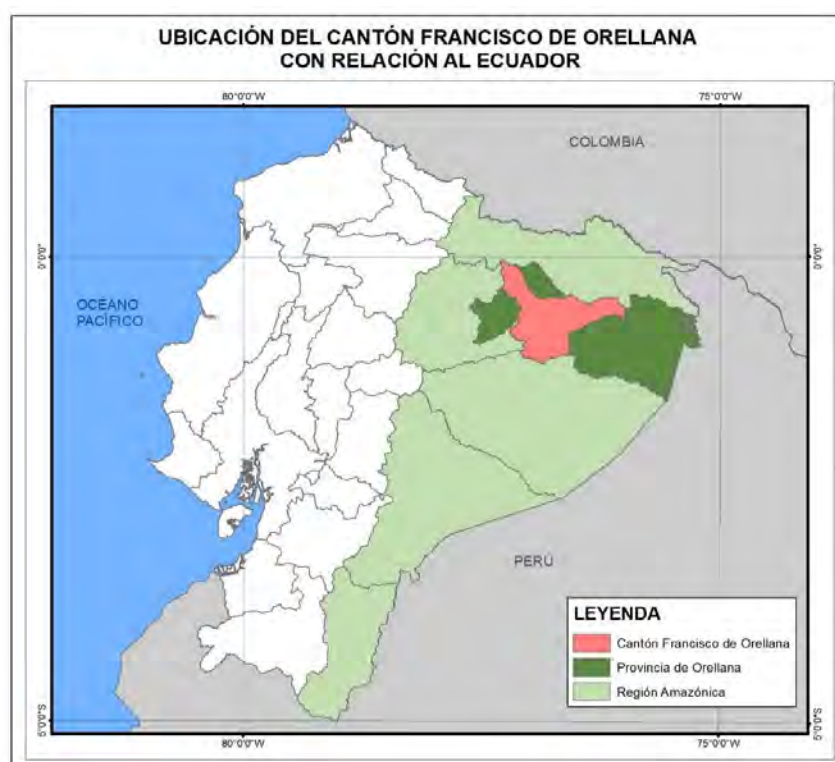 UBICACIÓN DEL CANTÓN FRANCISCO DE ORELLANA
CON RELACIÓN AL ECUADOR
80°0'0"W
75°0'0"W
COLOMBIA
0°0'0"
0°0'0"
OCÉANO
PACÍFICO
PERÚ
LEYENDA
Cantón Francisco de Orellana
Provincia de Orellana
Región Amazónica
5°0'0"S
5°0'0"S
80°0'0"W
75°0'0"W